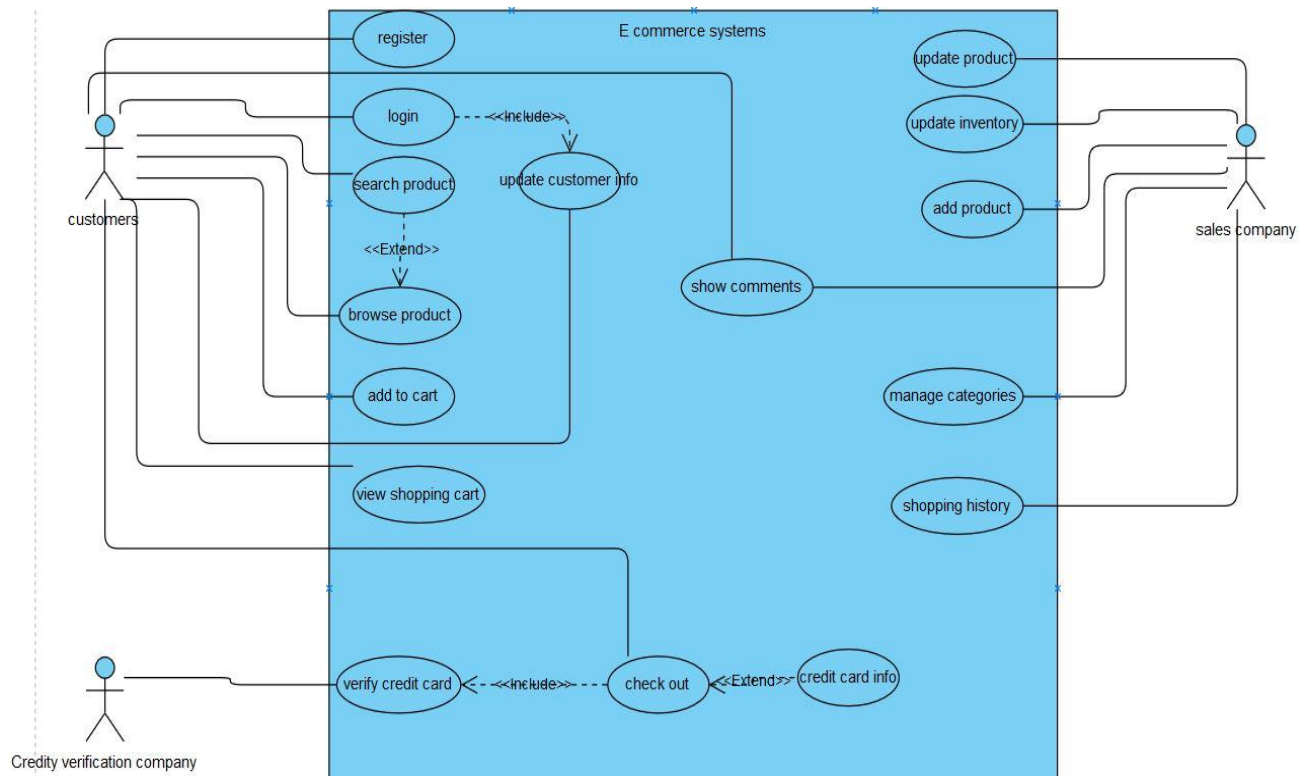 E commerce systems
register
update product
login
<<Include>>
update inventory
search product
update customer info
customers
add product
sales company
<<Extend>>
show comments
browse product
add to cart
manage categories
view shopping cart
shopping history
verify credit card
<<Include>>
check out
<<Extend>>
credit card info
Credity verification company